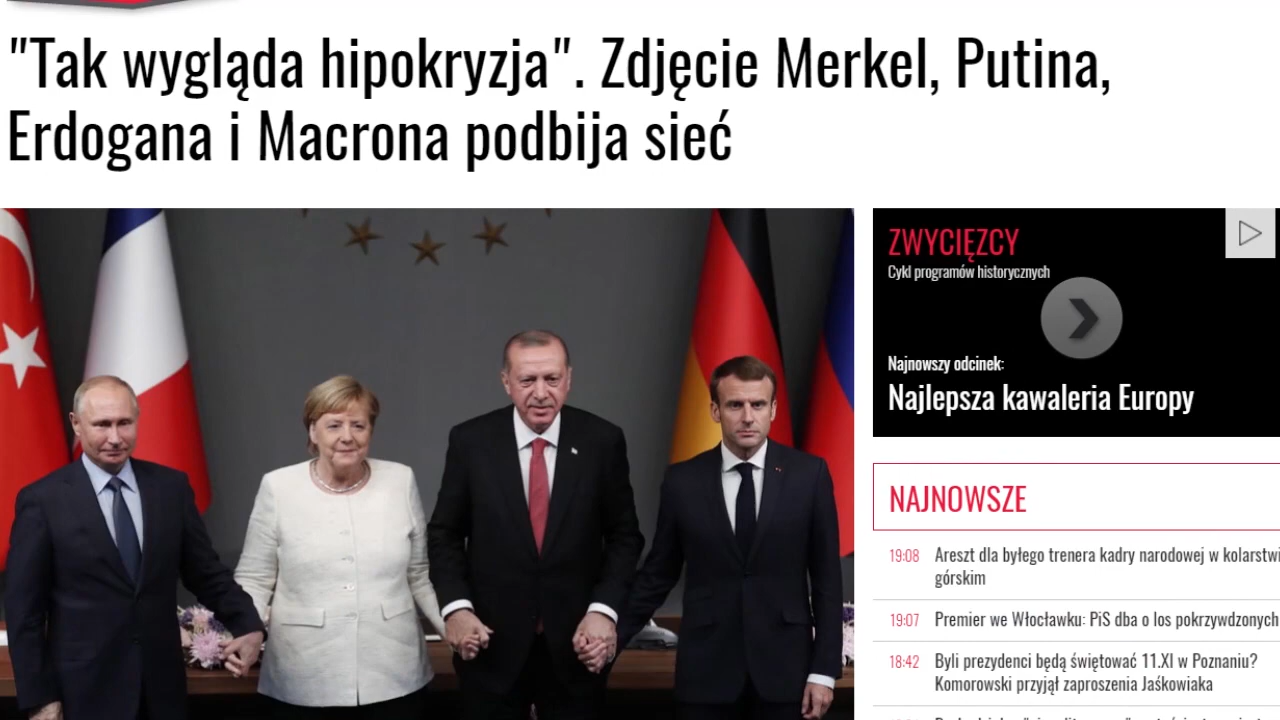 "Tak wygląda hipokryzja". Zdjęcie Merkel, Putina,
Erdogana i Macrona podbija sieć
ZWYCIĘZCY
Cykl programów historycznych
Najnowszy odcinek:
Najlepsza kawaleria Europy
NAJNOWSZE
19:08 Areszt dla byłego trenera kadry narodowej w kolarstwi
górskim
19:07 Premier we Włocławku: PiS dba o los pokrzywdzonych
18:42 Byli prezydenci będą świętować 11.XI w Poznaniu?
Komorowski przyjął zaproszenia Jaśkowiaka